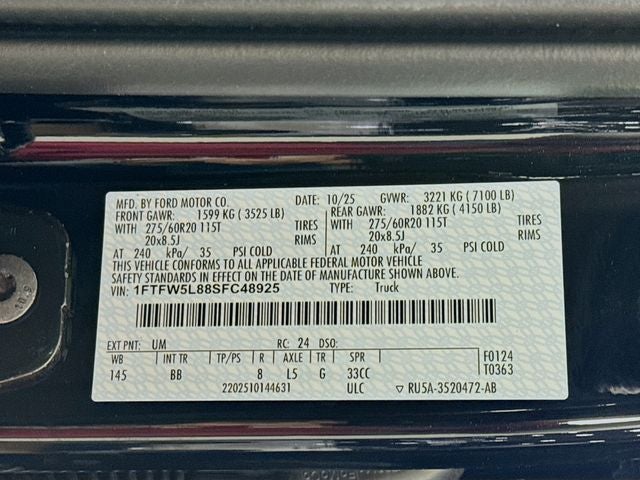 MFD. BY FORD MOTOR CO. DATE: 10/25 GVWR: 3221 KG ( 7100 LB)
FRONT GAWR: 1599 KG ( 3525 LB) REAR GAWR: 1882 KG ( 4150 LB)
WITH 275/60R20 115T TIRES WITH 275/60R20 115T TIRES
20x8.5J RIMS 20x8.5J RIMS
AT 240 kPa/ 35 PSI COLD AT 240 kPa/ 35 PSI COLD
THIS VEHICLE CONFORMS TO ALL APPLICABLE FEDERAL MOTOR VEHICLE
SAFETY STANDARDS IN EFFECT ON THE DATE OF MANUFACTURE SHOWN ABOVE.
VIN: 1FTFW5L88SFC48925 TYPE: Truck
EXT PNT: UM RC: 24 DSO:
WB INT TR TP/PS R AXLE TR SPR F0124
145 BB 8 L5 G 33CC T0363
2202510144631 ULC ▽ RU5A-3520472-AB
10.9